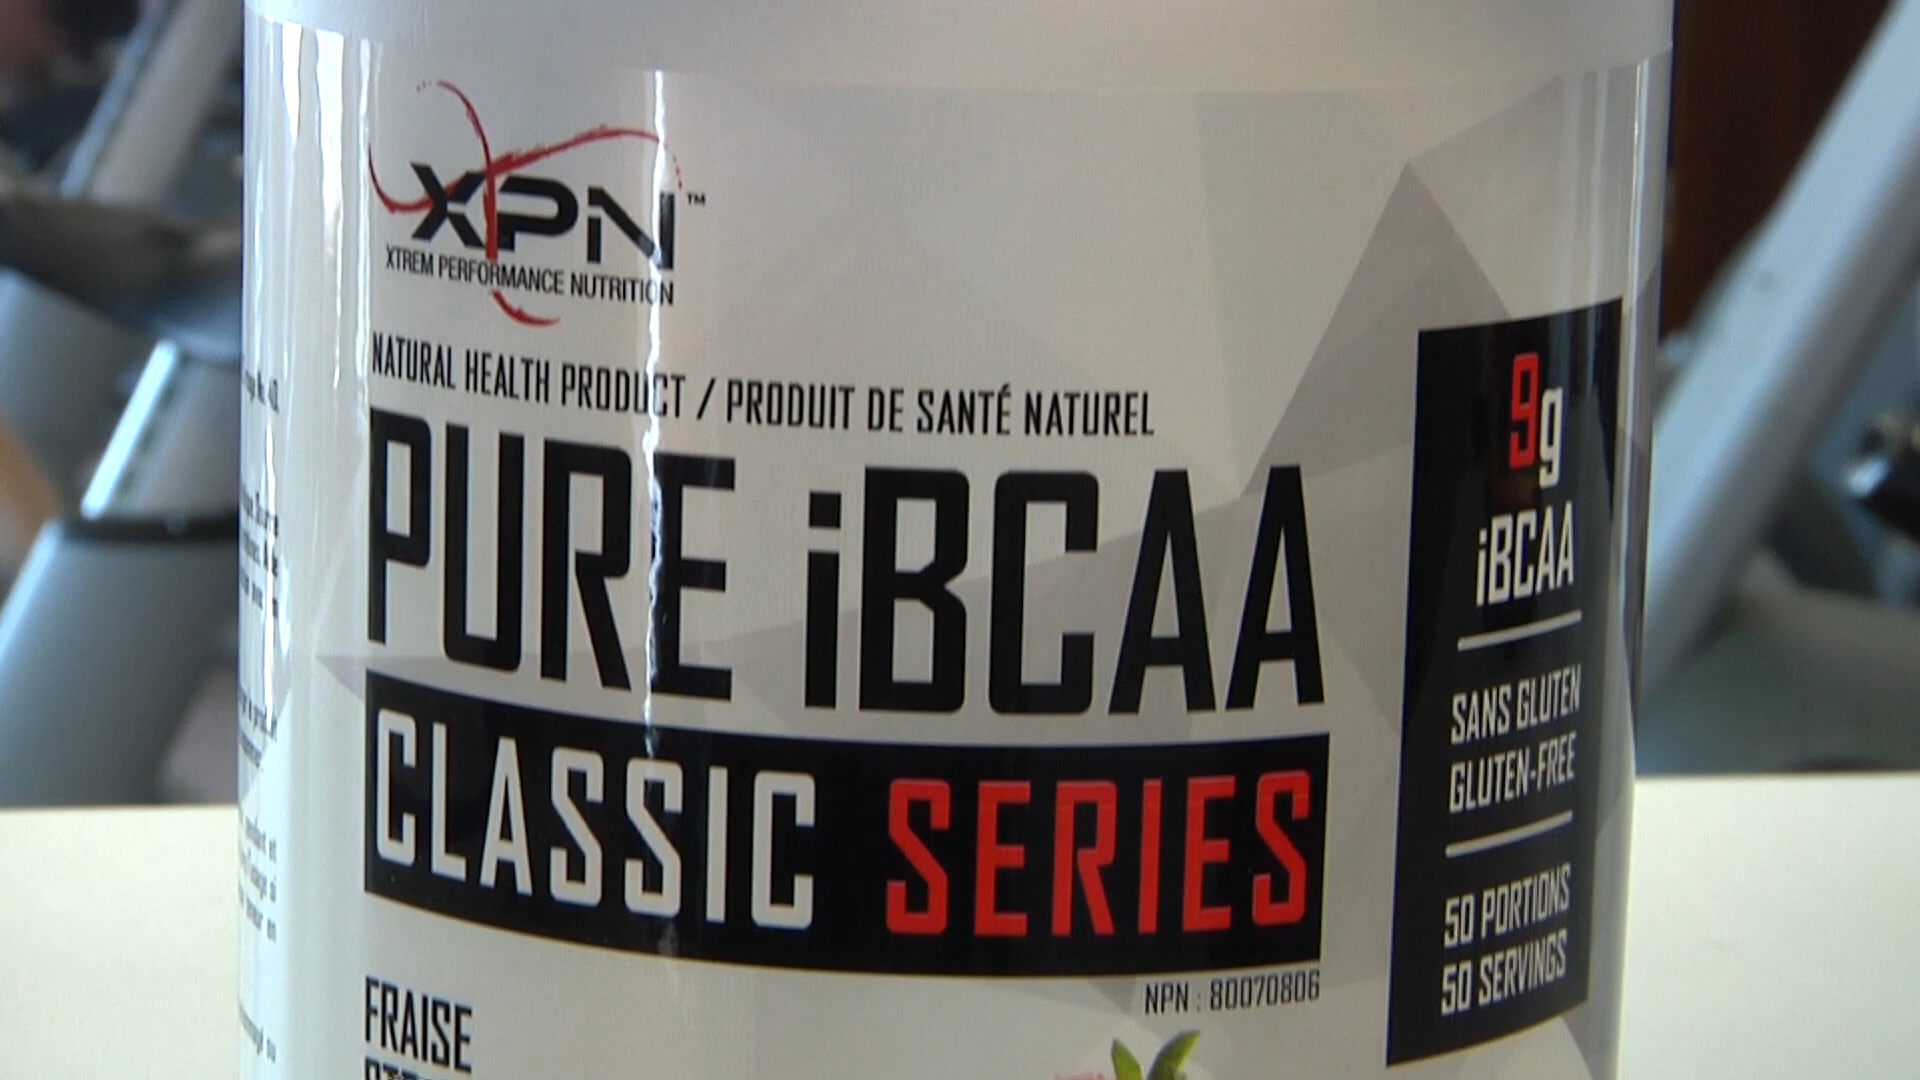 XPN™
XTREM PERFORMANCE NUTRITION
NATURAL HEALTH PRODUCT / PRODUIT DE SANTÉ NATUREL
PURE iBCAA
CLASSIC SERIES
NPN : 80070806
FRAISE
9g
iBCAA
SANS GLUTEN
GLUTEN-FREE
50 PORTIONS
50 SERVINGS